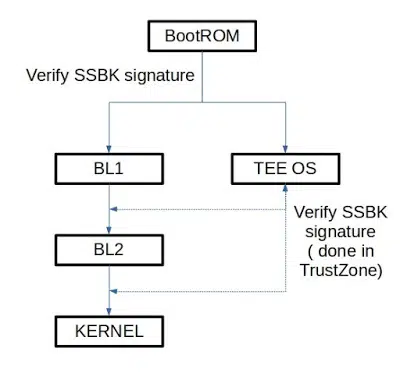 BootROM
Verify SSBK signature
BL1
TEE OS
Verify SSBK
signature
( done in
TrustZone)
BL2
KERNEL